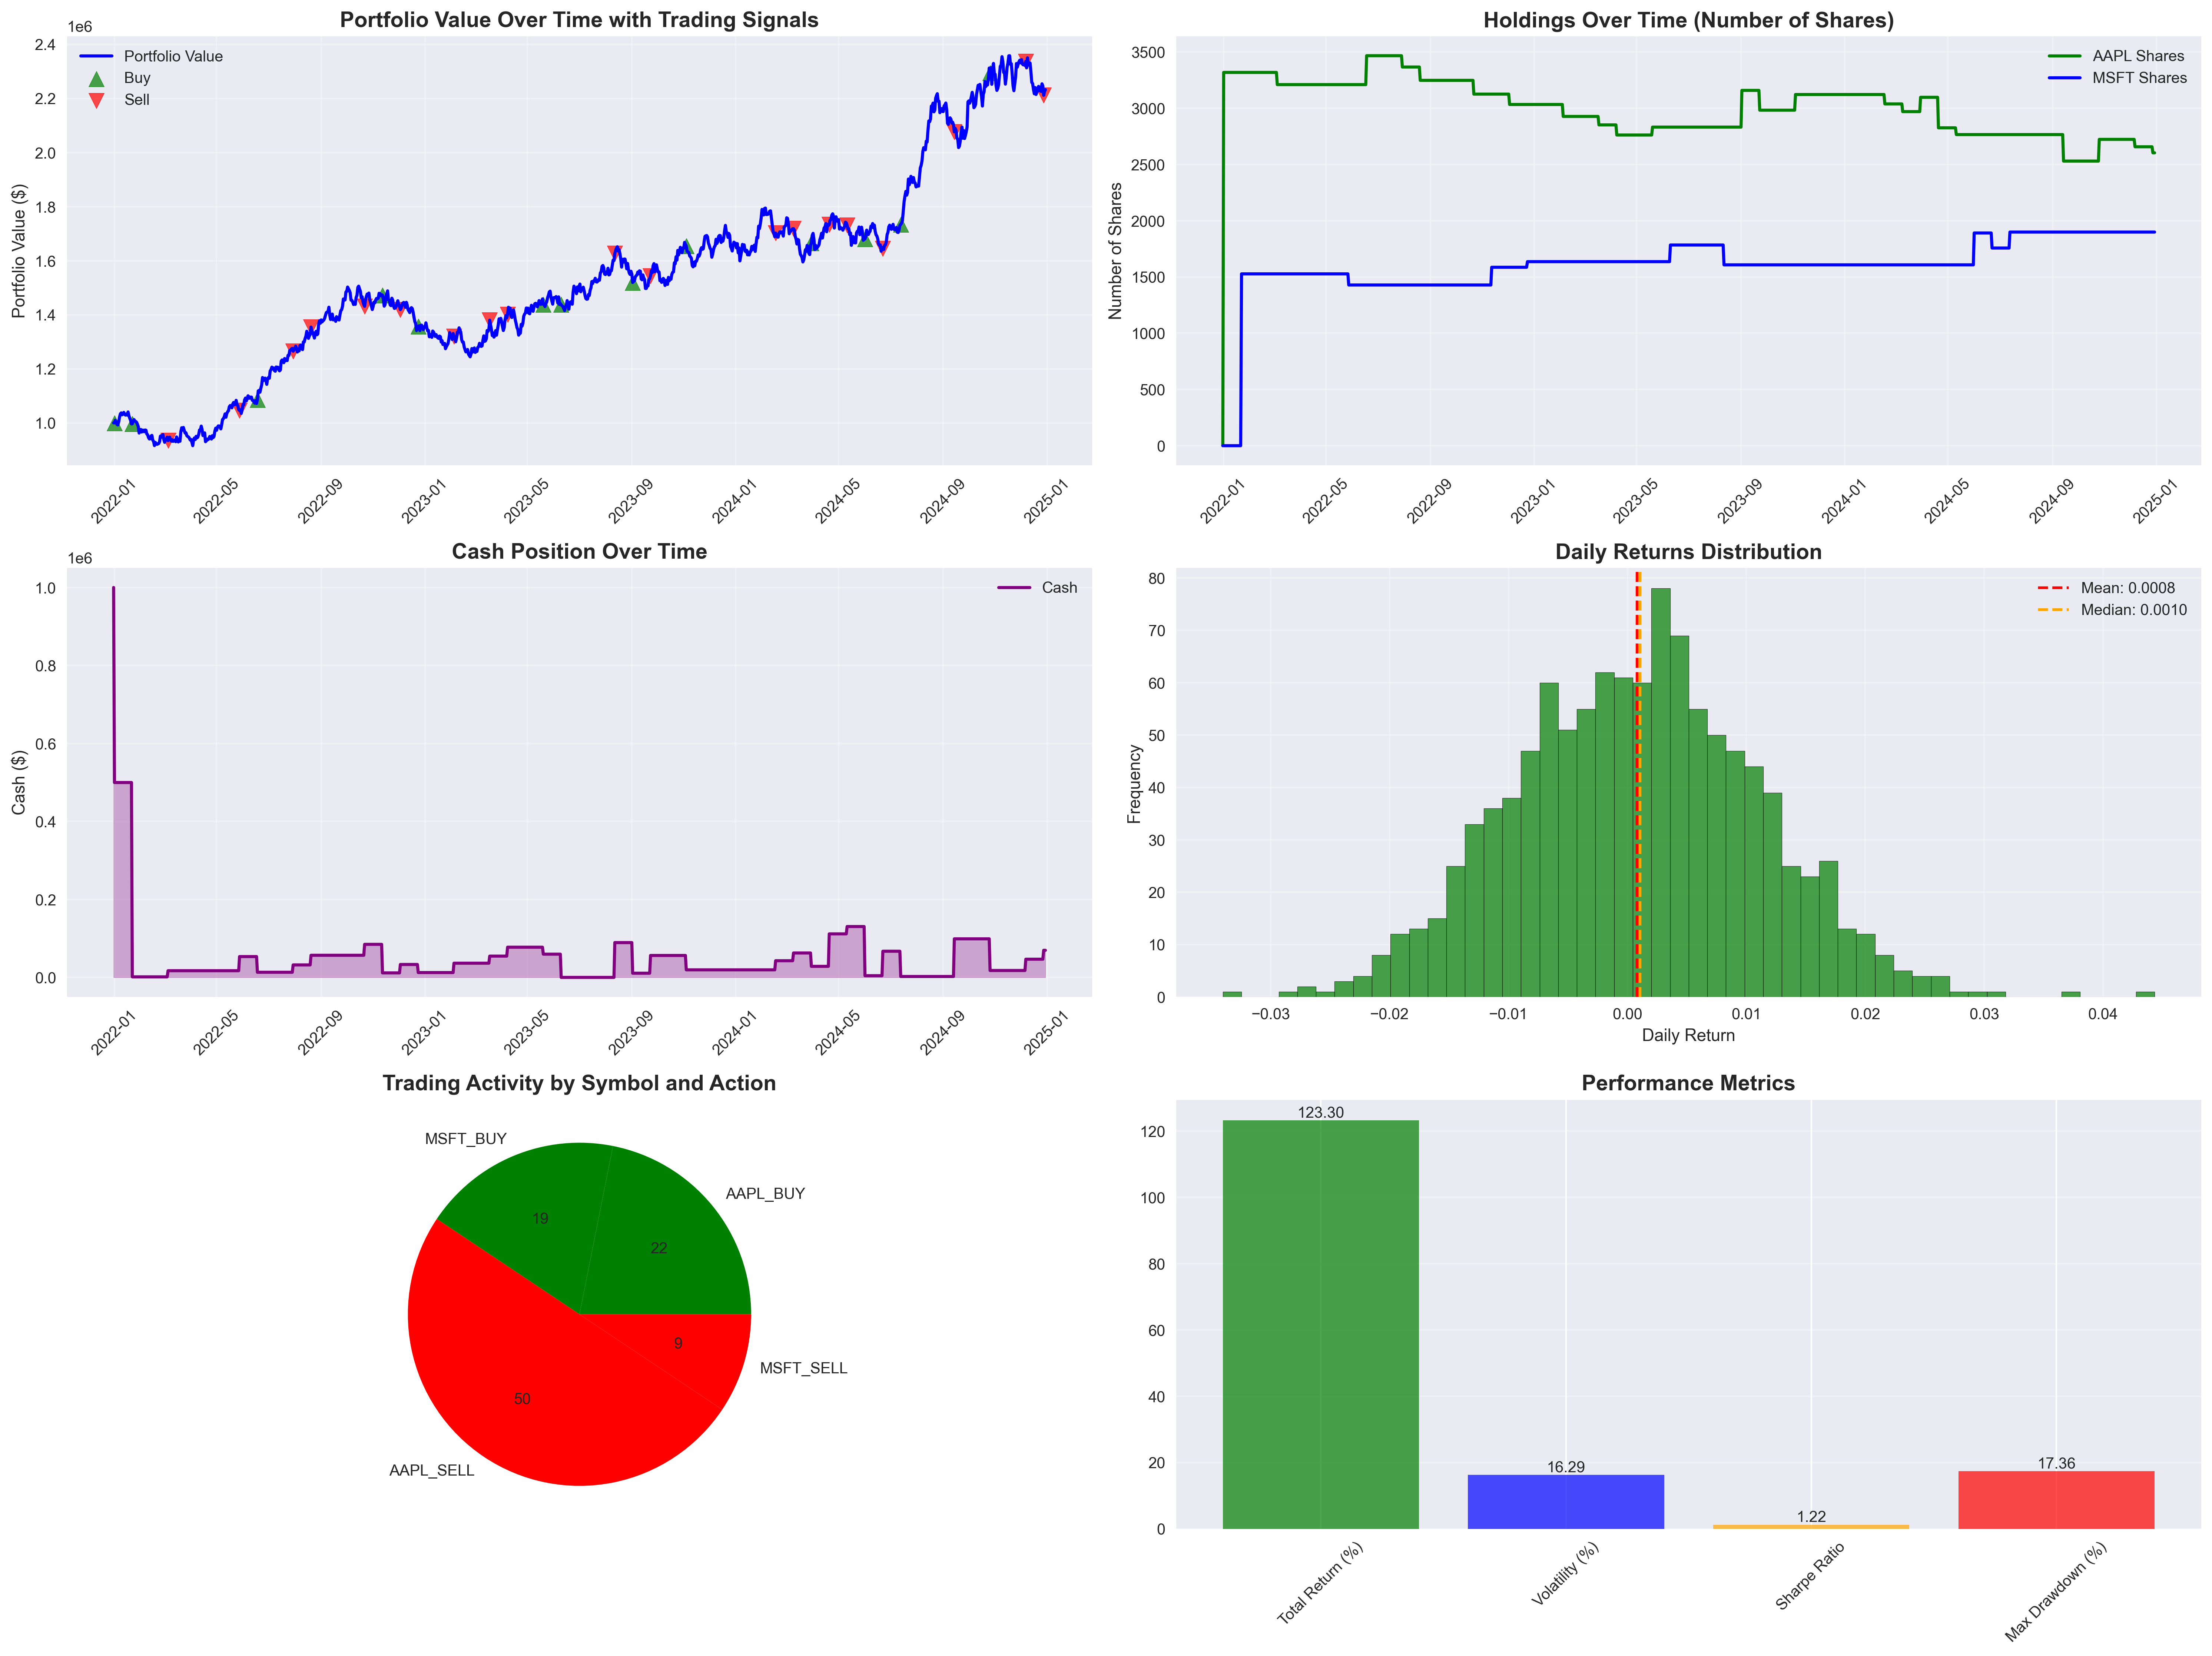 Portfolio Value Over Time with Trading Signals
1e6
Portfolio Value ($)
2.4
2.2
2.0
1.8
1.6
1.4
1.2
1.0
Portfolio Value
Buy
Sell
2022-01
2022-05
2022-09
2023-01
2023-05
2023-09
2024-01
2024-05
2024-09
2025-01
Holdings Over Time (Number of Shares)
Number of Shares
3500
3000
2500
2000
1500
1000
500
0
AAPL Shares
MSFT Shares
2022-01
2022-05
2022-09
2023-01
2023-05
2023-09
2024-01
2024-05
2024-09
2025-01
Cash Position Over Time
1e6
Cash ($)
1.0
0.8
0.6
0.4
0.2
0.0
Cash
2022-01
2022-05
2022-09
2023-01
2023-05
2023-09
2024-01
2024-05
2024-09
2025-01
Daily Returns Distribution
Frequency
80
70
60
50
40
30
20
10
0
Mean: 0.0008
Median: 0.0010
−0.03
−0.02
−0.01
0.00
0.01
0.02
0.03
0.04
Daily Return
Trading Activity by Symbol and Action
MSFT_BUY
AAPL_BUY
19
22
9
MSFT_SELL
50
AAPL_SELL
Performance Metrics
120
100
80
60
40
20
0
123.30
16.29
1.22
17.36
Total Return (%)
Volatility (%)
Sharpe Ratio
Max Drawdown (%)